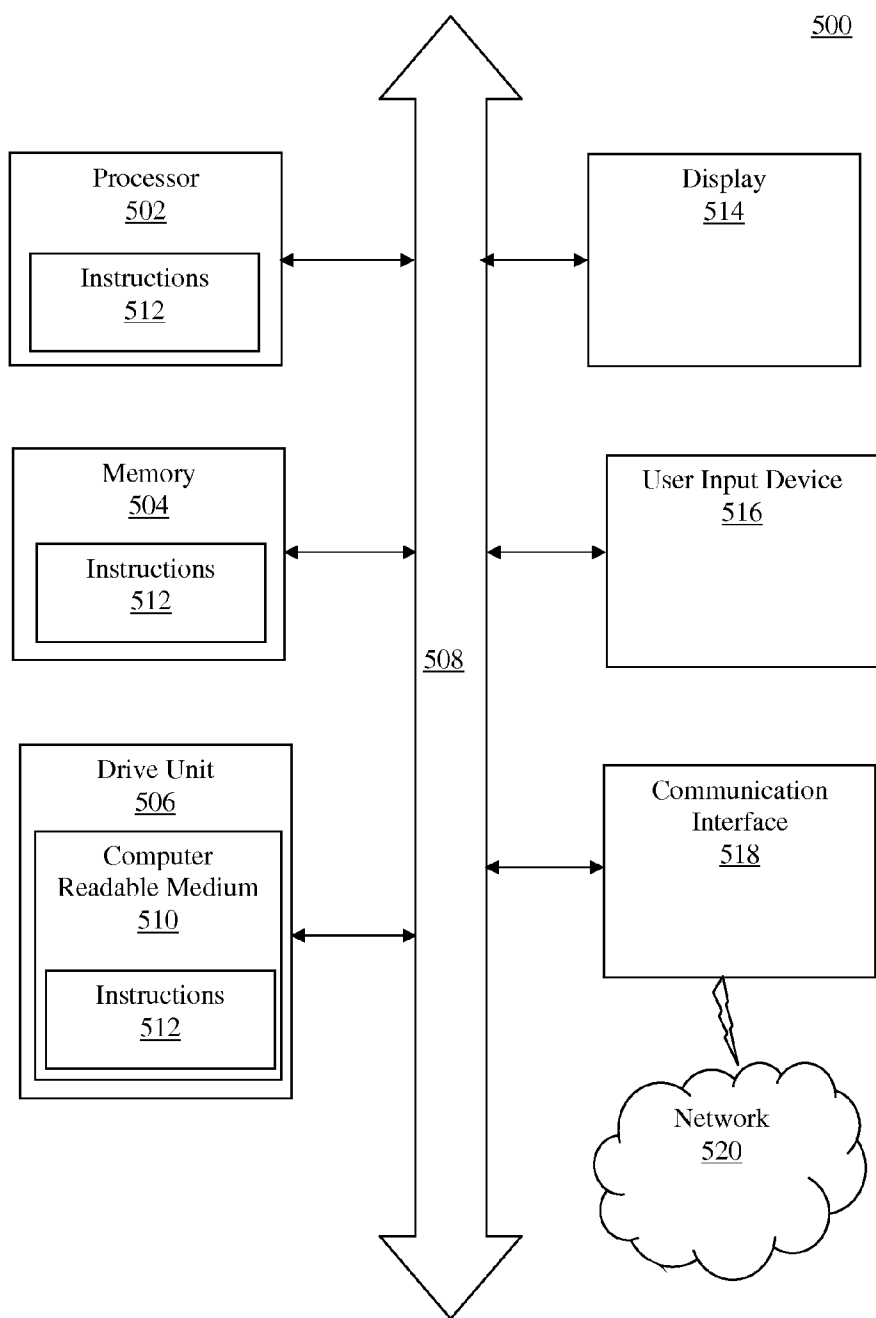 500
Processor
502
Instructions
512
Display
514
Memory
504
Instructions
512
User Input Device
516
508
Drive Unit
506
Computer
Readable Medium
510
Instructions
512
Communication
Interface
518
Network
520